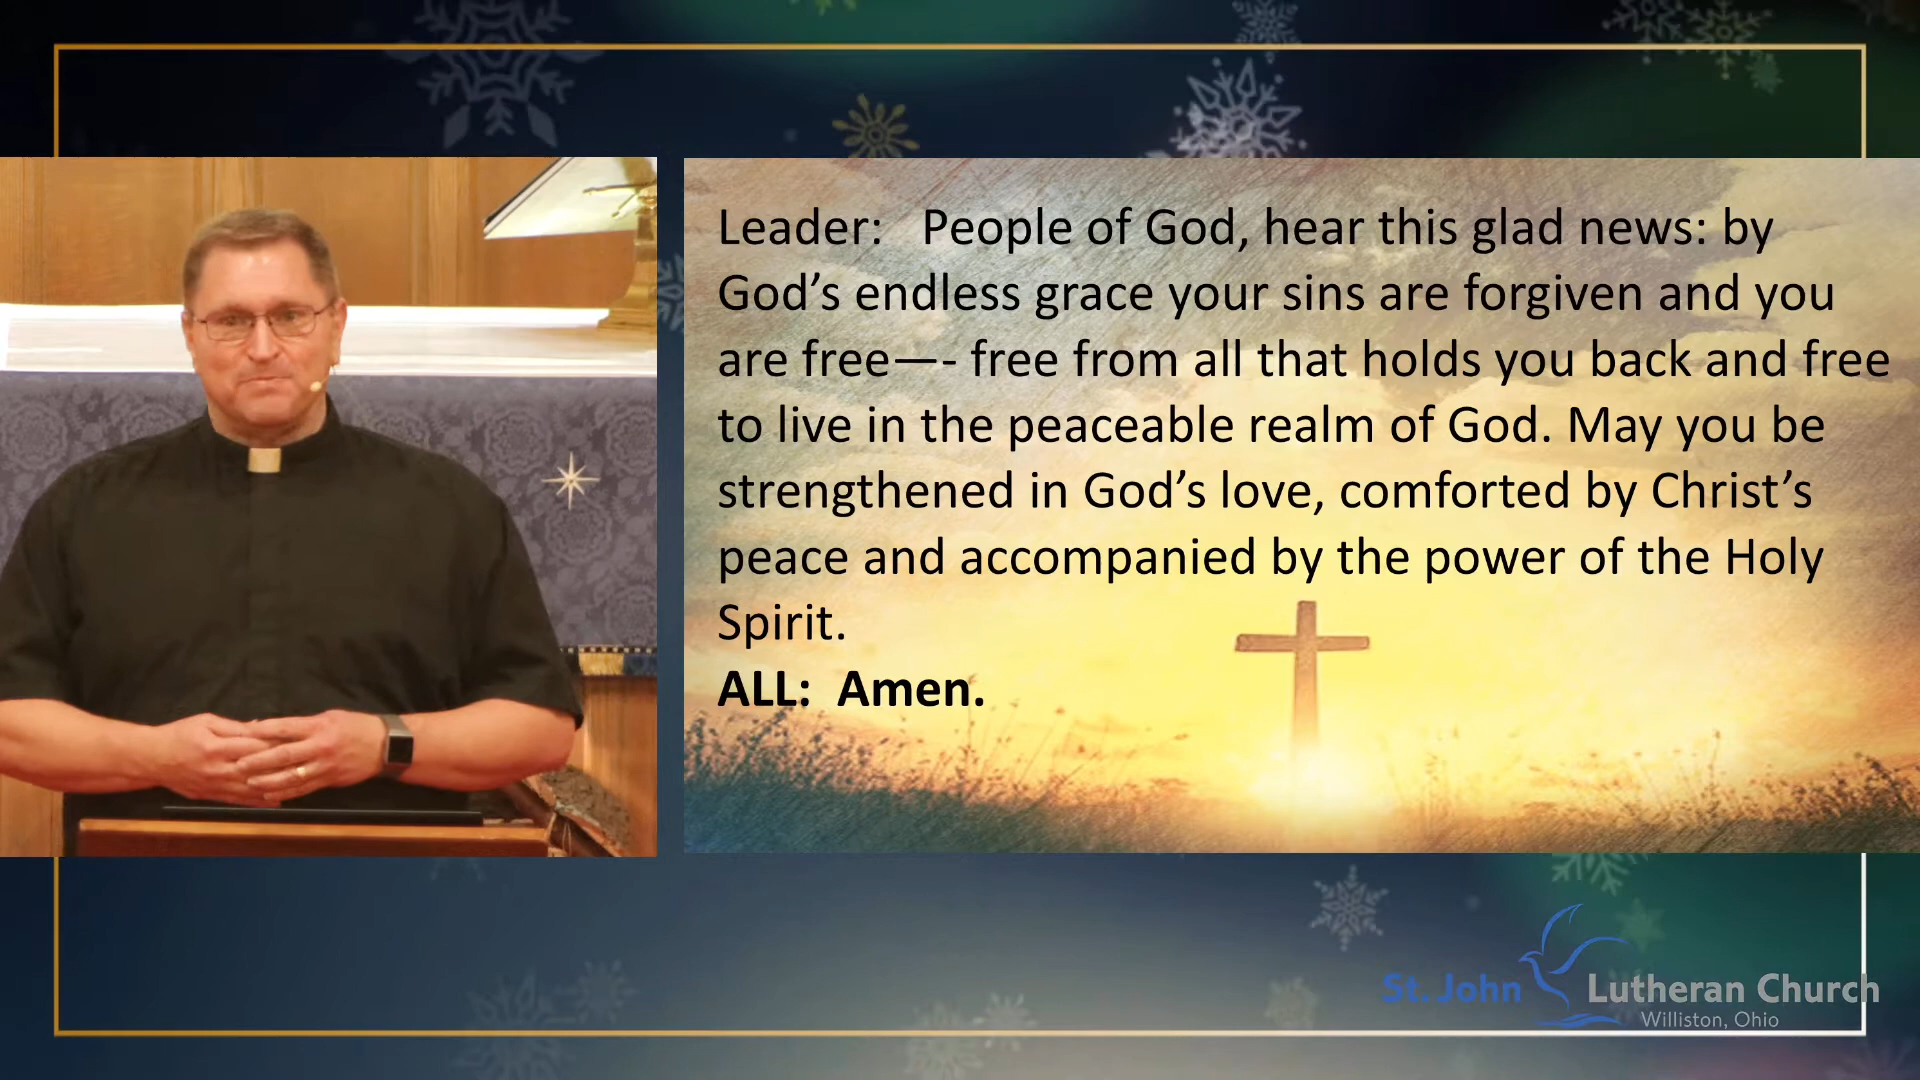 Leader:   People of God, hear this glad news: by
God’s endless grace your sins are forgiven and you
are free—- free from all that holds you back and free
to live in the peaceable realm of God. May you be
strengthened in God’s love, comforted by Christ’s
peace and accompanied by the power of the Holy
Spirit.
ALL:  Amen.
St. John Lutheran Church
Williston, Ohio